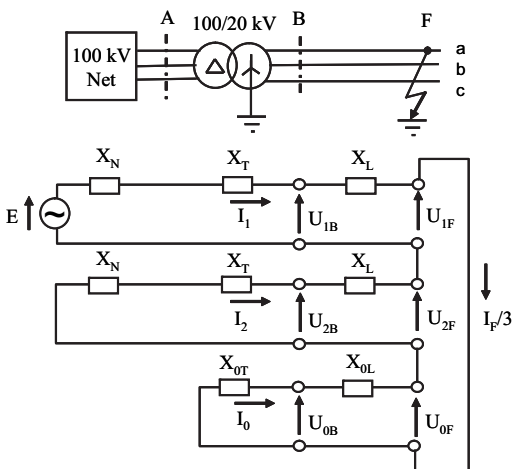 A 100/20 kV B F
100 kV
Net
a
b
c
X_N X_T X_L
E ~ I_1 U_1B U_1F
X_N X_T X_L
I_2 U_2B U_2F I_F/3
X_0T X_0L
I_0 U_0B U_0F